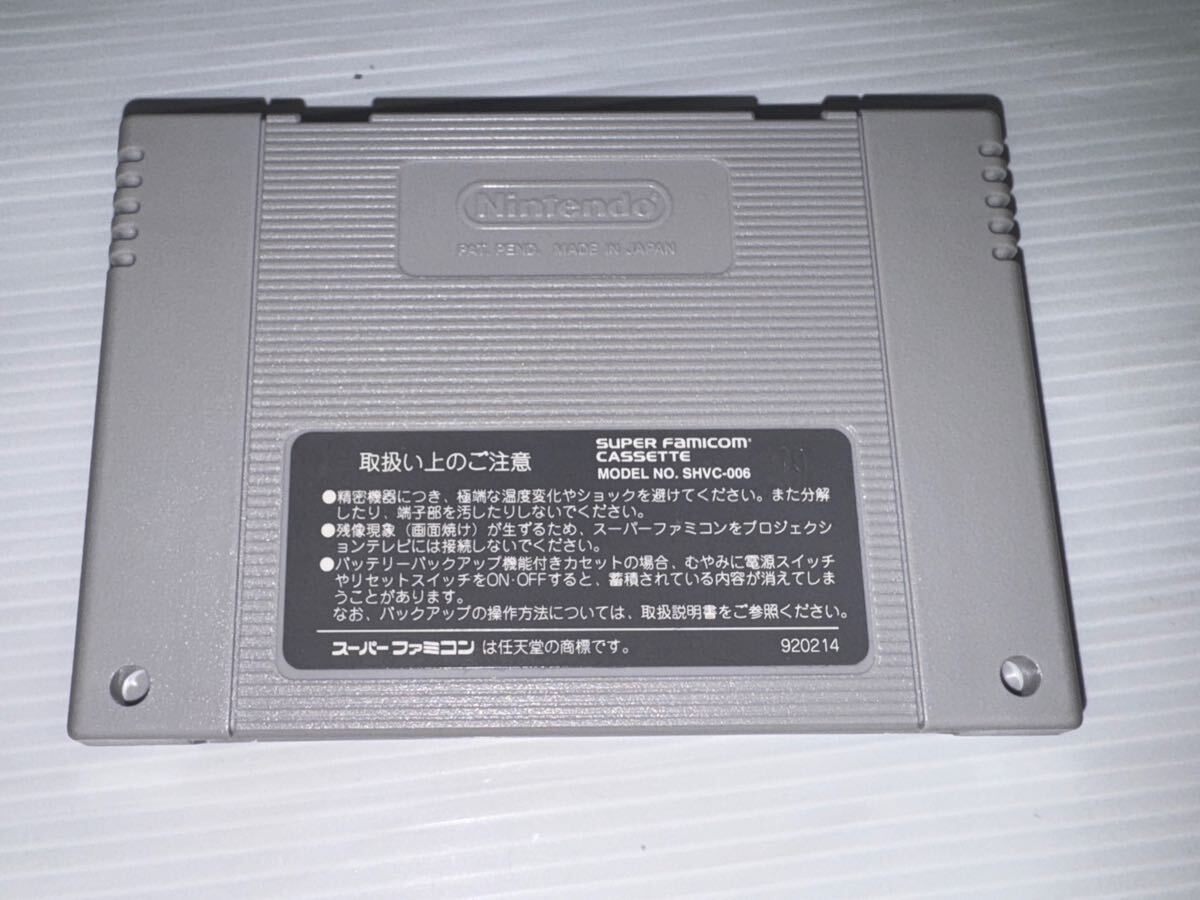 Nintendo®
PAT. PEND. MADE IN JAPAN
取扱い上のご注意
SUPER FAMICOM®
CASSETTE
MODEL NO. SHVC-006
●精密機器につき、極端な温度変化やショックを避けてください。また分解
したり、端子部を汚したりしないでください。
●残像現象（画面焼け）が生ずるため、スーパーファミコンをプロジェクシ
ョンテレビには接続しないでください。
●バッテリーバックアップ機能付きカセットの場合、むやみに電源スイッチ
やリセットスイッチをON·OFFすると、蓄積されている内容が消えてしま
うことがあります。
なお、バックアップの操作方法については、取扱説明書をご参照ください。
スーパーファミコン は任天堂の商標です。
920214